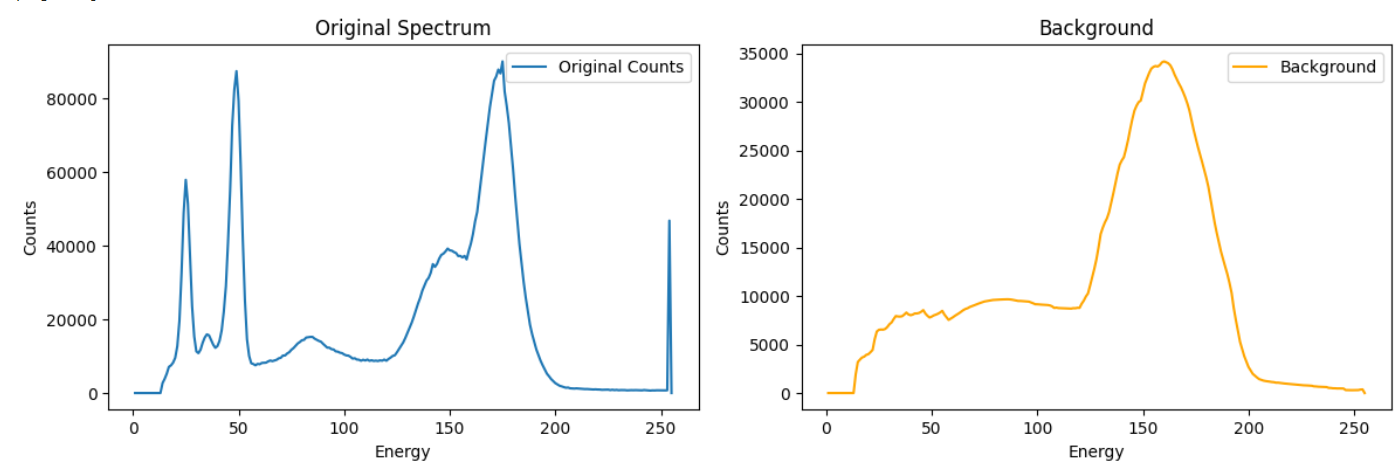 Original Spectrum
Original Counts
Counts
80000
60000
40000
20000
0
0 50 100 150 200 250
Energy
Background
Background
Counts
35000
30000
25000
20000
15000
10000
5000
0
0 50 100 150 200 250
Energy